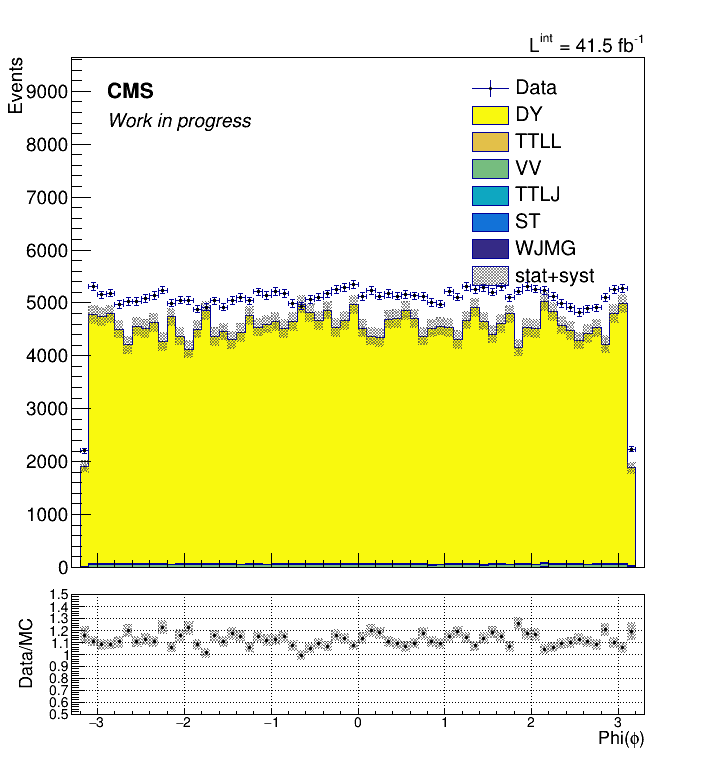 L^int = 41.5 fb^-1
Events
CMS
Work in progress
Data
DY
TTLL
VV
TTLJ
ST
WJMG
stat+syst
9000
8000
7000
6000
5000
4000
3000
2000
1000
0
Data/MC
1.5
1.4
1.3
1.2
1.1
1
0.9
0.8
0.7
0.6
0.5
−3 −2 −1 0 1 2 3
Phi(ϕ)